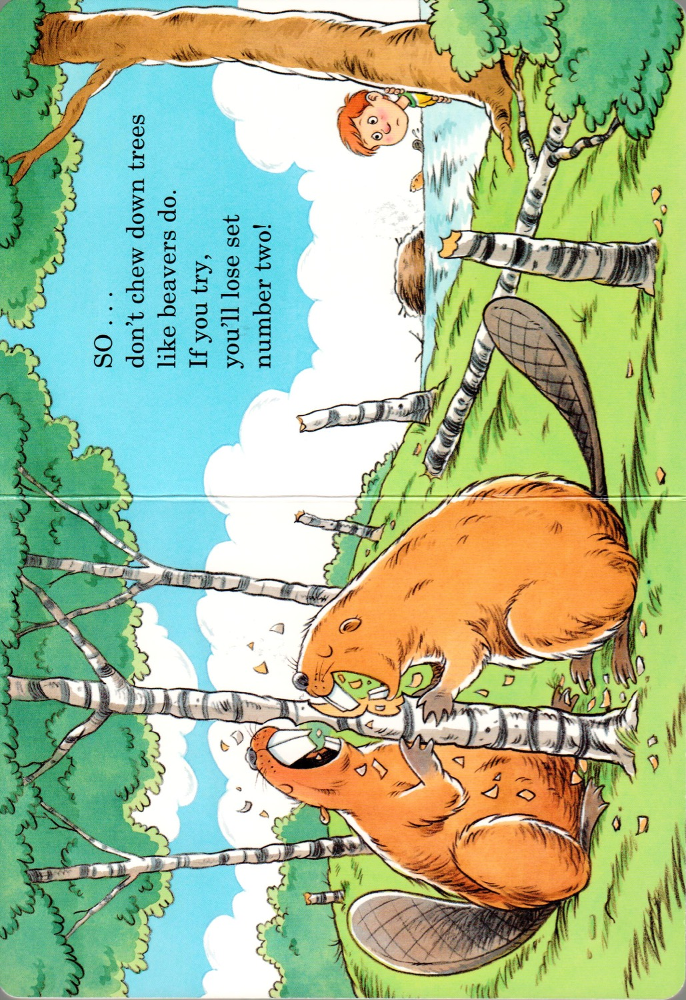 SO . . .
don't chew down trees
like beavers do.
If you try,
you'll lose set
number two!